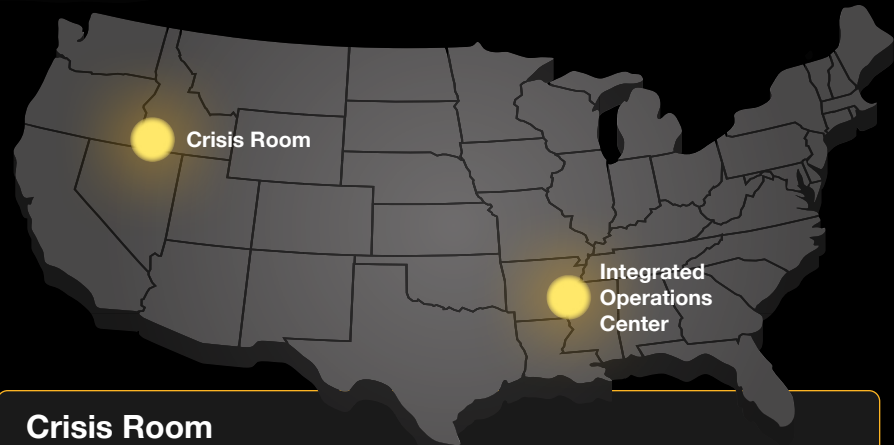 Crisis Room
Integrated
Operations
Center
Crisis Room